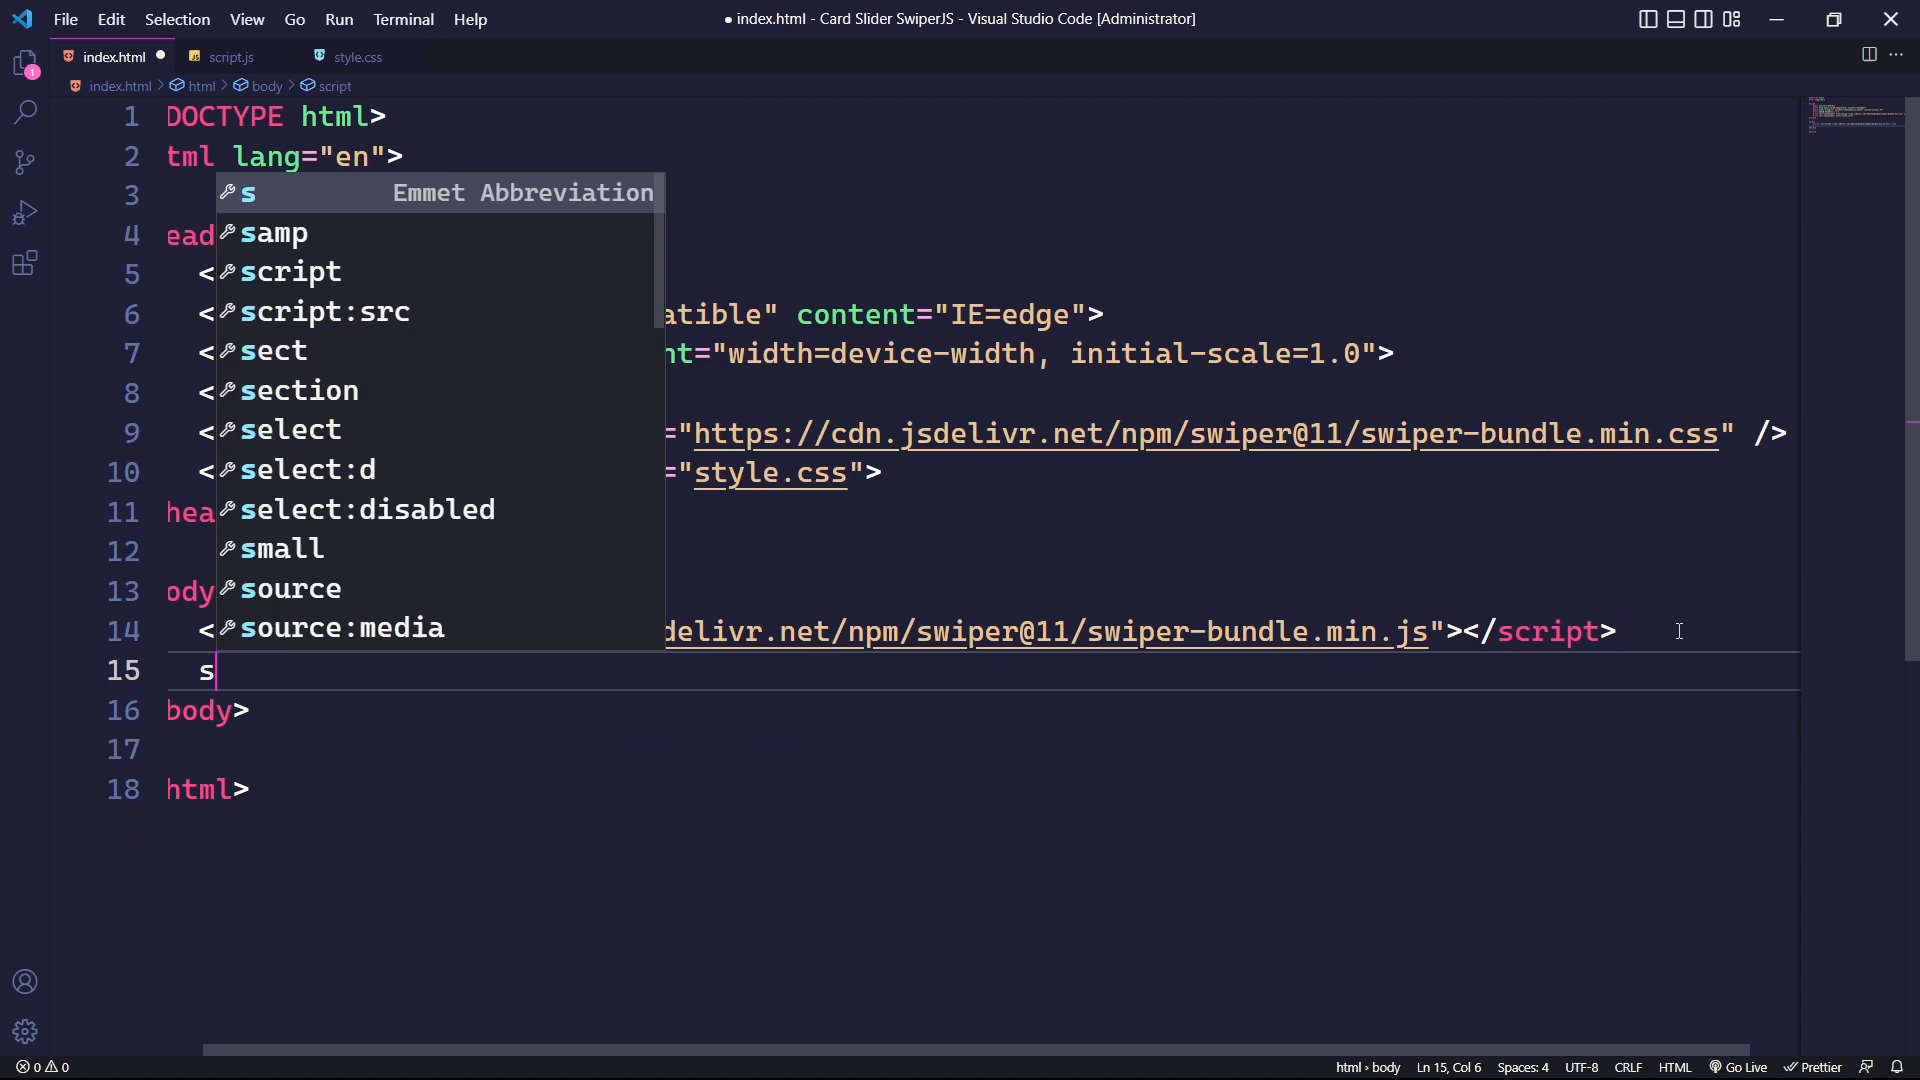 File Edit Selection View Go Run Terminal Help
● index.html - Card Slider SwiperJS - Visual Studio Code [Administrator]
index.html ● JS script.js style.css
index.html > html > body > script
1 DOCTYPE html>
2 tml lang="en">
3
4 ead
5 <
6 < atible" content="IE=edge">
7 < nt="width=device-width, initial-scale=1.0">
8 <
9 < ="https://cdn.jsdelivr.net/npm/swiper@11/swiper-bundle.min.css" />
10 < ="style.css">
11 hea
12
13 ody
14 < delivr.net/npm/swiper@11/swiper-bundle.min.js"></script>
15 s
16 body>
17
18 html>
s Emmet Abbreviation
samp
script
script:src
sect
section
select
select:d
select:disabled
small
source
source:media
1
0 0 html › body Ln 15, Col 6 Spaces: 4 UTF-8 CRLF HTML Go Live Prettier